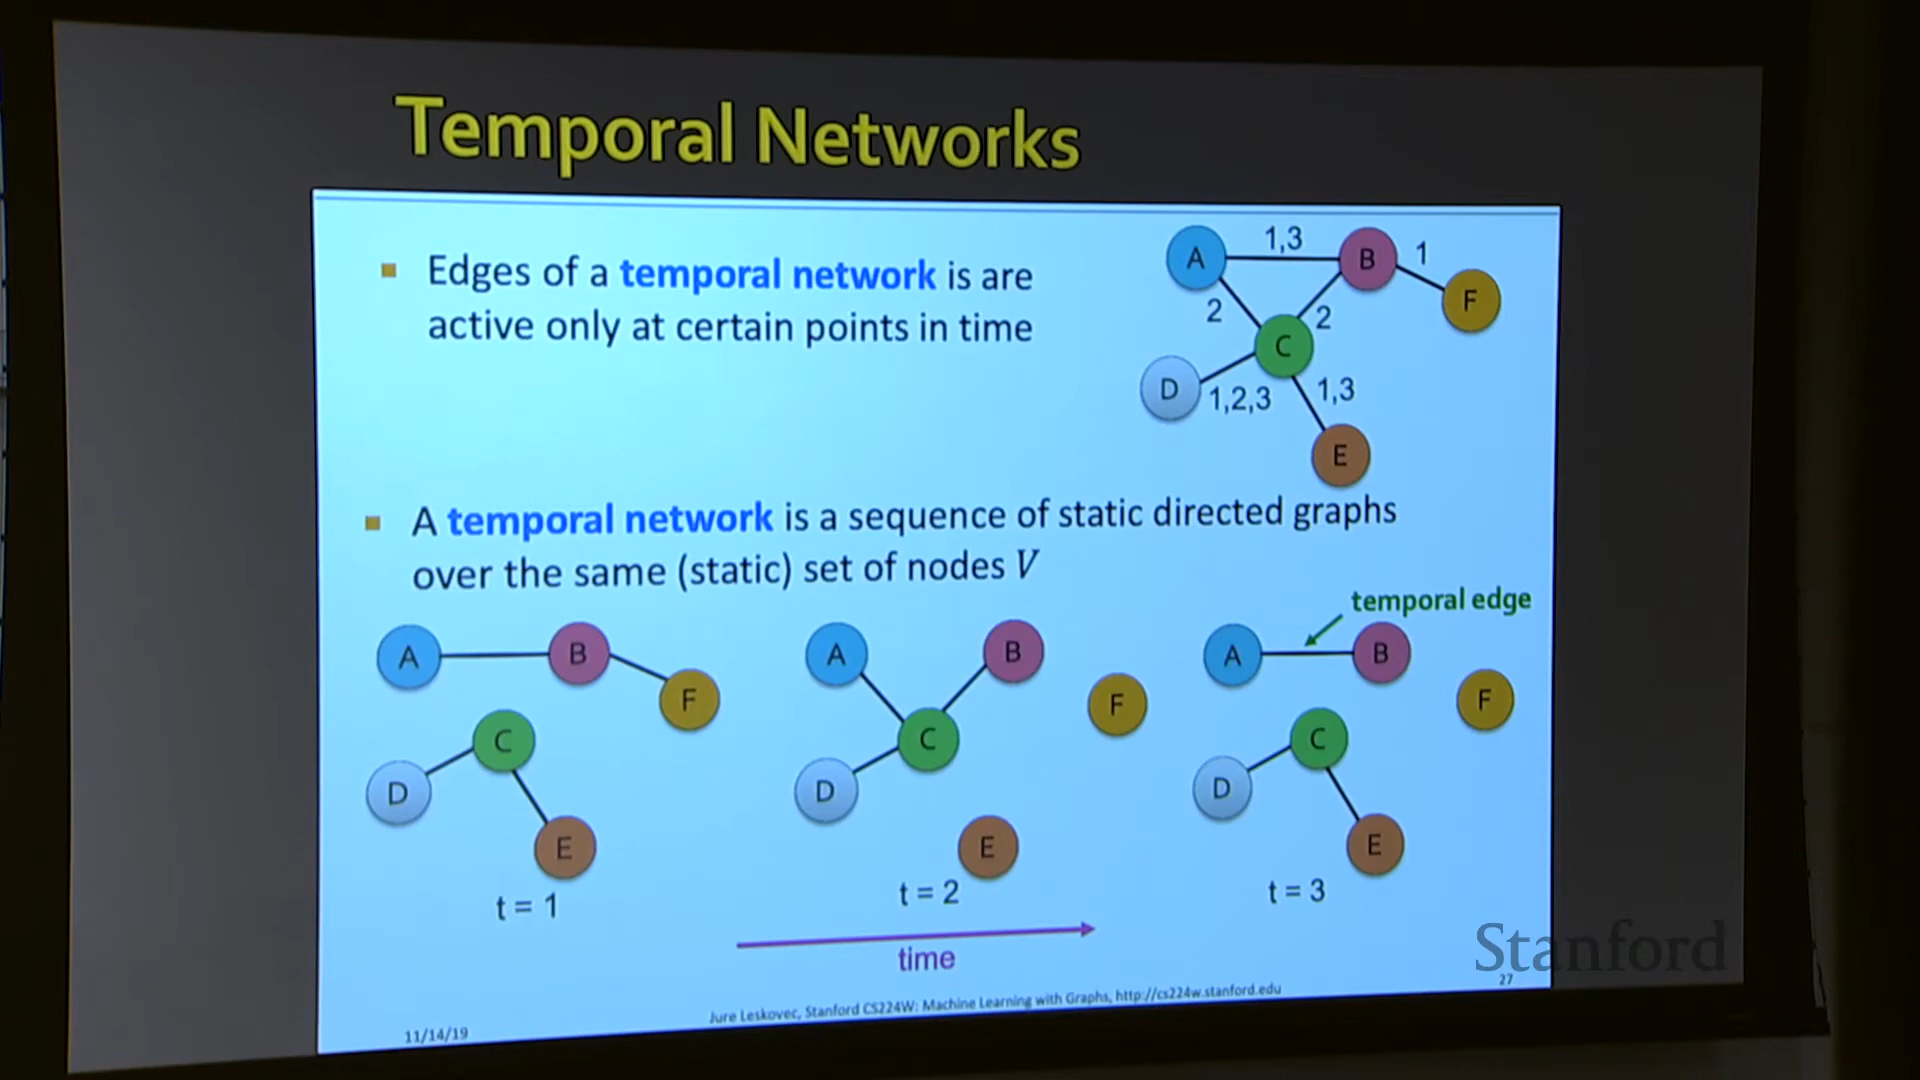 Temporal Networks
Edges of a temporal network is are
active only at certain points in time
A
1,3
B
1
F
2
2
C
D
1,2,3
1,3
E
A temporal network is a sequence of static directed graphs
over the same (static) set of nodes V
temporal edge
A
B
F
C
D
E
t = 1
A
B
F
C
D
E
t = 2
A
B
F
C
D
E
t = 3
time
Stanford
27
Jure Leskovec, Stanford CS224W: Machine Learning with Graphs, http://cs224w.stanford.edu
11/14/19